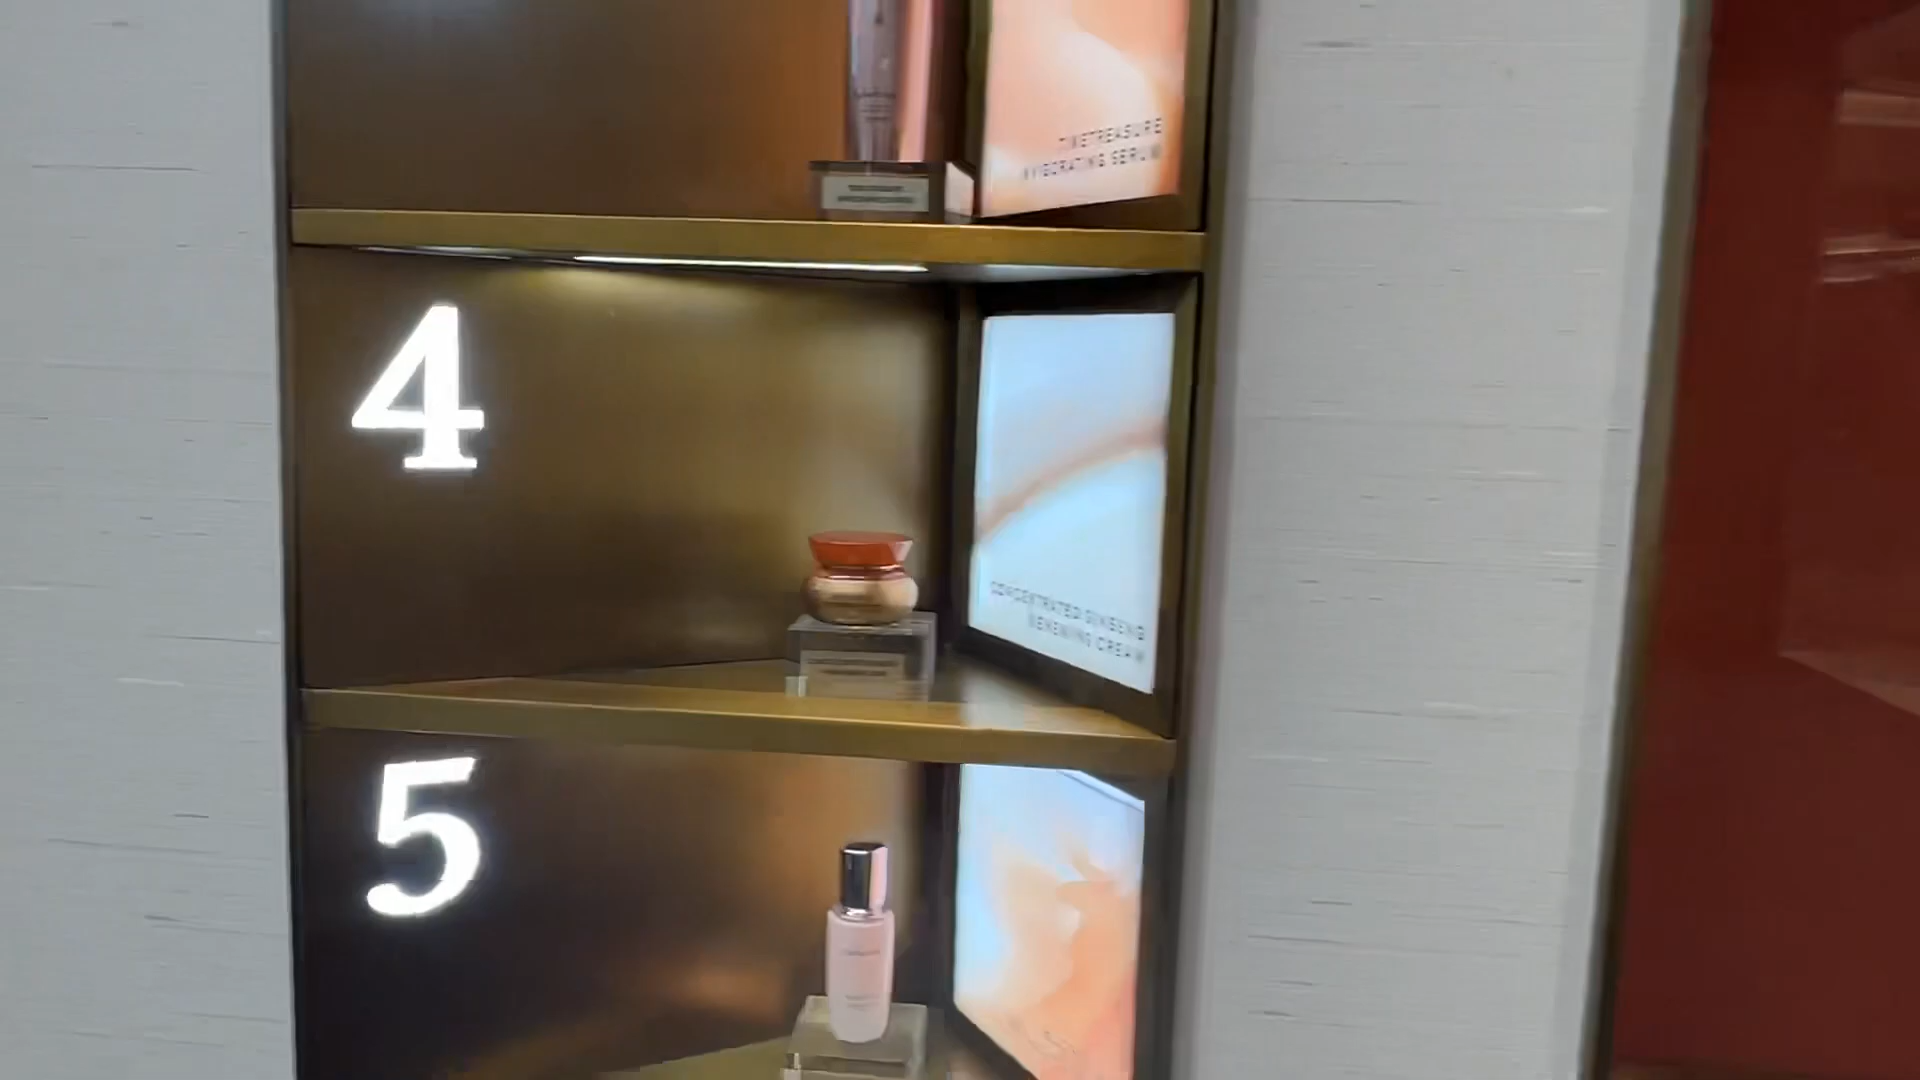 TIMETREASURE
INVIGORATING SERUM
4
CONCENTRATED GINSENG
RENEWING CREAM
5